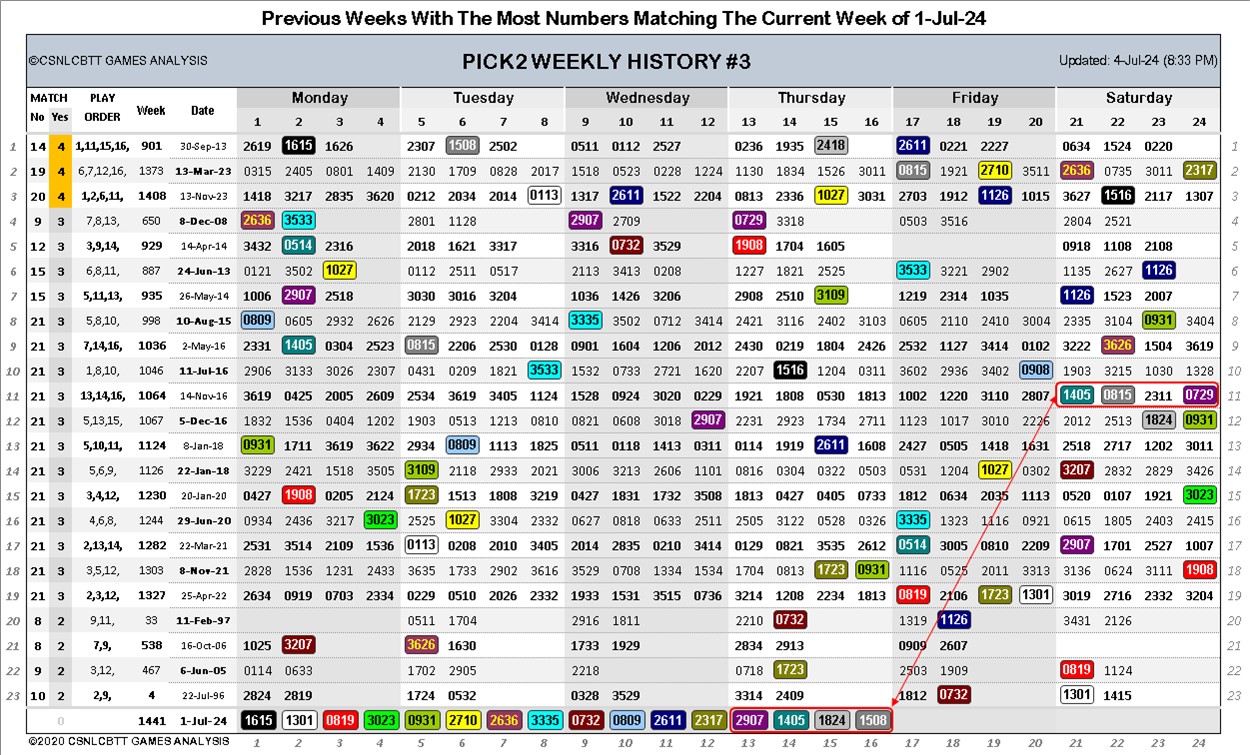 Previous Weeks With The Most Numbers Matching The Current Week of 1-Jul-24
©CSNLCBTT GAMES ANALYSIS PICK2 WEEKLY HISTORY #3 Updated: 4-Jul-24 (8:33 PM)
MATCH PLAY Week Date Monday Tuesday Wednesday Thursday Friday Saturday
No Yes ORDER 1 2 3 4 5 6 7 8 9 10 11 12 13 14 15 16 17 18 19 20 21 22 23 24
1 14 4 1,11,15,16, 901 30-Sep-13 2619 1615 1626 2307 1508 2502 0511 0112 2527 0236 1935 2418 2611 0221 2227 0634 1524 0220 1
2 19 4 6,7,12,16, 1373 13-Mar-23 0315 2405 0801 1409 2130 1709 0828 2017 1518 0523 0728 1224 1130 1834 1526 3011 0815 1921 2710 3511 2636 0735 0119 2317 2
3 20 4 1,2,6,11, 1408 13-Nov-23 1418 3217 2835 3620 0212 2034 2014 0113 1317 2611 1522 2204 0813 2336 1027 3031 2703 1912 1126 3015 3627 1516 2117 1307 3
4 9 3 7,8,13, 650 8-Dec-08 2636 3533 2801 1128 2907 2709 0729 3318 0503 3516 2804 2521 4
5 12 3 3,9,14, 929 14-Apr-14 3432 0514 2316 2018 1621 3317 3316 0732 3529 1908 1704 1605 0918 1108 2108 5
6 15 3 6,8,11, 887 24-Jun-13 0121 3502 1027 0112 2511 0517 2113 3413 0208 1227 1821 2525 3533 3221 2902 1135 2627 1126 6
7 15 3 5,11,13, 935 26-May-14 1006 2907 2518 3030 3016 3204 1036 1426 3206 2908 2510 3109 1219 2314 1035 1126 1523 2007 7
8 21 3 5,8,10, 998 10-Aug-15 0809 0605 2932 2626 2129 2923 2204 3414 3335 3502 0712 3414 2421 3116 2402 3103 0605 2110 2410 3004 2335 3104 0931 3404 8
9 21 3 7,14,16, 1036 2-May-16 2331 1405 0304 2523 0815 2206 2530 0128 0901 1604 1206 2012 2430 0219 1804 2426 2532 1127 3414 0102 3222 3626 1504 3619 9
10 21 3 1,8,10, 1046 11-Jul-16 2906 3133 3026 2307 0431 0209 1821 3533 1532 0733 2721 1620 2207 1516 1204 0311 3602 2936 3402 0908 1903 3215 1030 1328 10
11 21 3 13,14,16, 1064 14-Nov-16 3619 0425 2005 2609 2534 3619 3405 1124 1528 0924 3020 0229 1921 1808 0530 1813 1002 1220 3110 2807 1405 0815 2311 0729 11
12 21 3 5,13,15, 1067 5-Dec-16 1832 1536 0404 1202 1903 0513 1213 0810 0821 0608 3018 2907 2231 2923 1734 2711 1123 1017 3010 2226 2012 2513 1824 0931 12
13 21 3 5,10,11, 1124 8-Jan-18 0931 1711 3619 3622 2934 0809 1113 1825 0511 0118 1413 0311 0114 1919 2611 1608 2427 0505 1418 1631 2518 2717 1202 3011 13
14 21 3 5,6,9, 1126 22-Jan-18 3229 2421 1518 3505 3109 2118 2933 2021 3006 3213 2606 1101 0816 0304 0322 0503 0531 1204 1027 0302 3207 2832 2829 3426 14
15 21 3 3,4,12, 1230 20-Jan-20 0427 1908 0205 2124 1723 1513 1808 3219 0427 1831 1732 3508 1813 0427 0405 0733 1812 0634 2035 1113 0520 0107 1921 3023 15
16 21 3 4,6,8, 1244 29-Jun-20 0934 2436 3217 3023 2525 1027 3304 2332 0627 0818 0633 2511 2505 3122 0528 0326 3335 1323 1116 0921 0615 1805 2403 2415 16
17 21 3 2,13,14, 1282 22-Mar-21 2531 3514 2109 1536 0113 0208 2010 3405 2014 2835 0210 3414 0129 0821 3535 2612 0514 3005 0810 2209 2907 1701 2527 1007 17
18 21 3 3,5,12, 1303 8-Nov-21 2828 1536 1231 2433 3635 1733 2902 3616 3529 0708 1334 1534 1704 0813 1723 0931 1116 0525 2011 3313 3136 0624 3111 1908 18
19 21 3 2,3,12, 1327 25-Apr-22 2634 0919 0703 2334 0229 0510 2026 2332 1933 1531 3515 0736 3214 1208 2234 1813 0819 2106 1723 1301 3019 2716 2332 3204 19
20 8 2 9,11, 33 11-Feb-97 0511 1704 2916 1811 2210 0732 1319 1126 3431 2126 20
21 8 2 7,9, 538 16-Oct-06 1025 3207 3626 1630 1733 1929 2834 2913 0909 2607 21
22 9 2 3,12, 467 6-Jun-05 0114 0633 1702 2905 2218 0718 1723 2503 1909 0819 1124 22
23 10 2 2,9, 4 22-Jul-96 2824 2819 1724 0532 0328 3529 3314 2409 1812 0732 1301 1415 23
0 1441 1-Jul-24 1615 1301 0819 3023 0931 2710 2636 3335 0732 0809 2611 2317 2907 1405 1824 1508
©2020 CSNLCBTT GAMES ANALYSIS 1 2 3 4 5 6 7 8 9 10 11 12 13 14 15 16 17 18 19 20 21 22 23 24